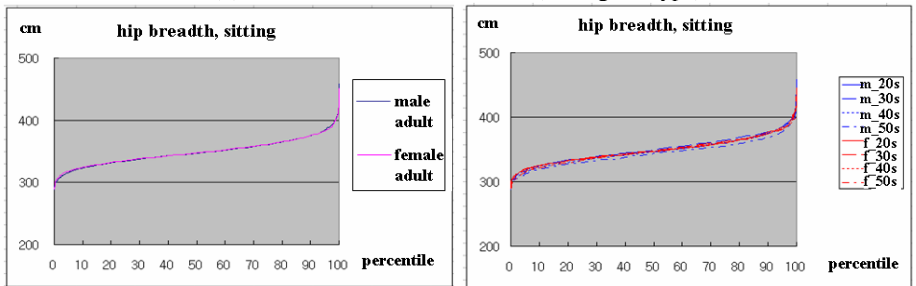 cm
hip breadth, sitting
500
400
300
200
0 10 20 30 40 50 60 70 80 90 100
percentile
male
adult
female
adult
cm
hip breadth, sitting
500
400
300
200
0 10 20 30 40 50 60 70 80 90 100
percentile
m_20s
m_30s
m_40s
m_50s
f_20s
f_30s
f_40s
f_50s